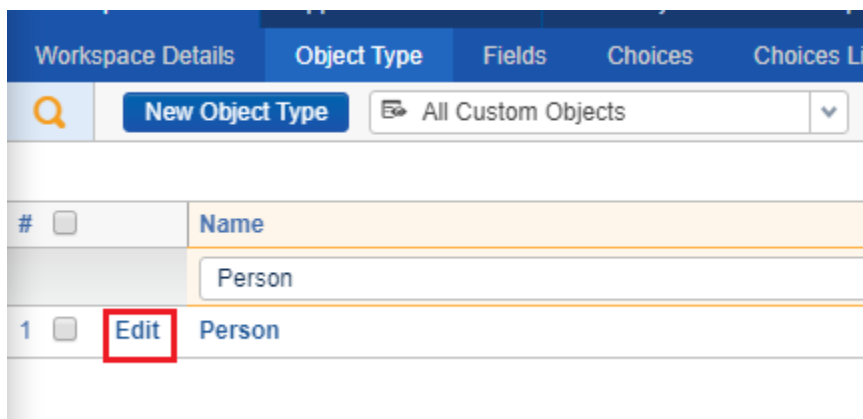 Workspace Details Object Type Fields Choices Choices Li
New Object Type All Custom Objects
# Name
Person
1 Edit Person